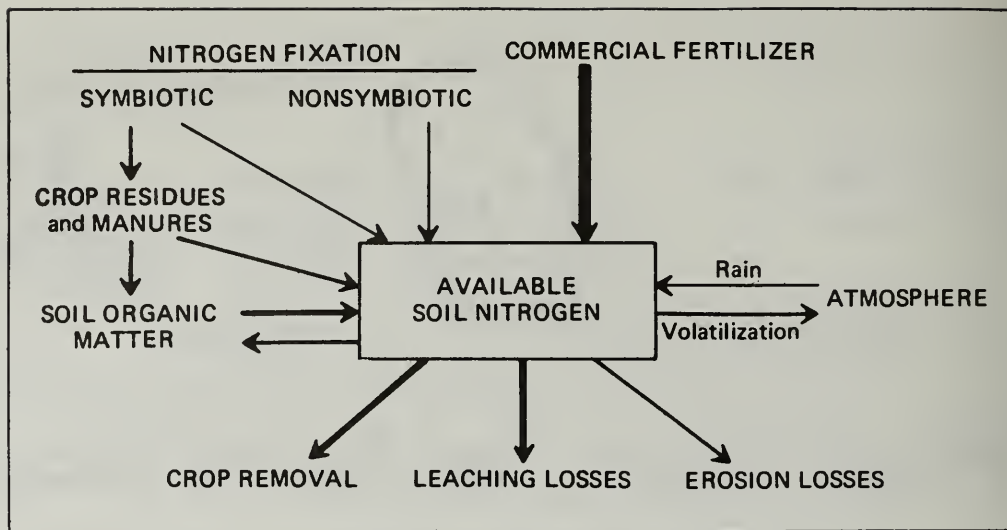 NITROGEN FIXATION
COMMERCIAL FERTILIZER
SYMBIOTIC
NONSYMBIOTIC
CROP RESIDUES
and MANURES
AVAILABLE
SOIL NITROGEN
Rain
ATMOSPHERE
Volatilization
SOIL ORGANIC
MATTER
CROP REMOVAL
LEACHING LOSSES
EROSION LOSSES